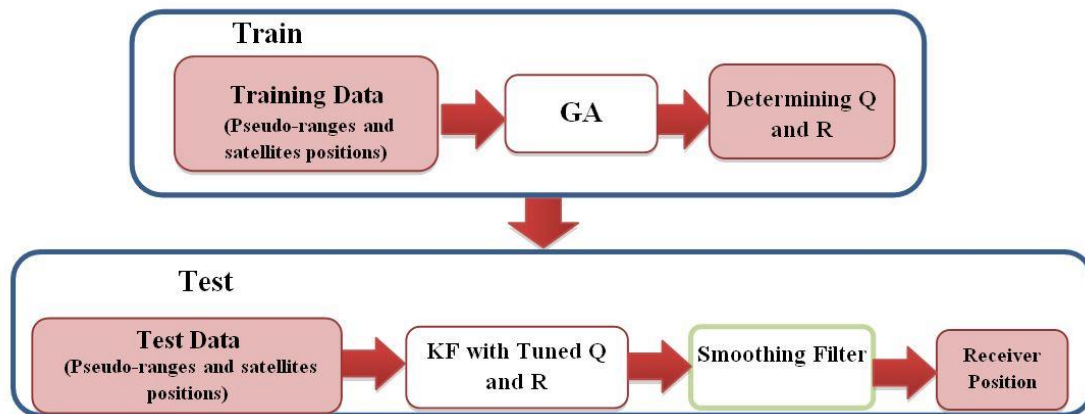 Train
Training Data
(Pseudo-ranges and
satellites positions)
GA
Determining Q
and R
Test
Test Data
(Pseudo-ranges and satellites
positions)
KF with Tuned Q
and R
Smoothing Filter
Receiver
Position